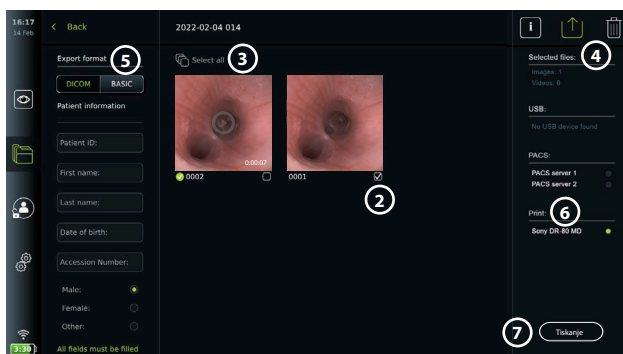 16:17
14 Feb
Back
2022-02-04 014
i
Export format
5
DICOM BASIC
Patient information
Patient ID:
First name:
Last name:
Date of birth:
Accession Number:
Male:
Female:
Other:
All fields must be filled
3:30
Select all
3
0:00:07
0002
0001
2
Selected files:
4
Images: 1
Videos: 0
USB:
No USB device found
PACS:
PACS server 1
PACS server 2
Print:
6
Sony DR-80 MD
7
Tiskanje